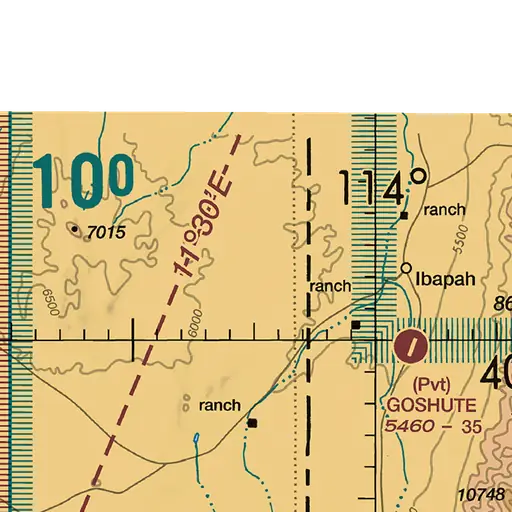 10⁰
11°30'E
114
ranch
7015
5500
Ibapah
ranch
6500
86
6000
(Pvt)
40
ranch
GOSHUTE
5460 – 35
10748